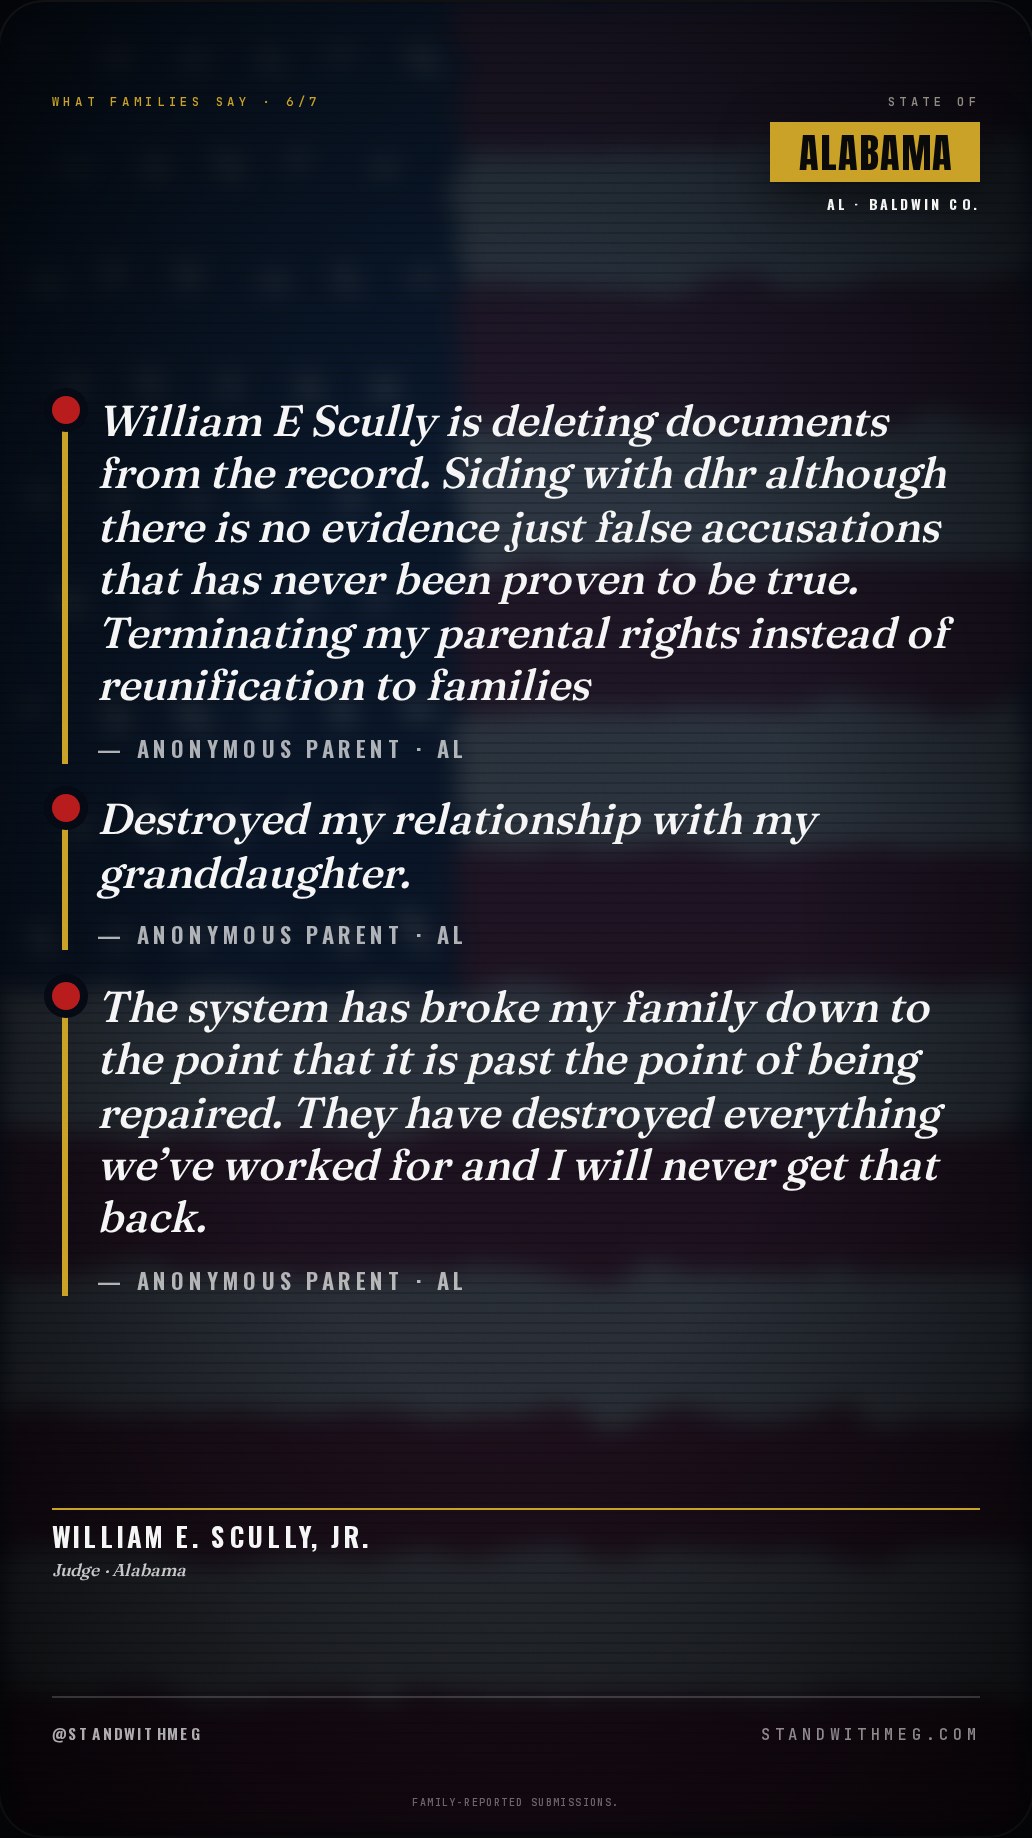 WHAT FAMILIES SAY · 6/7
STATE OF
ALABAMA
AL · BALDWIN CO.
William E Scully is deleting documents
from the record. Siding with dhr although
there is no evidence just false accusations
that has never been proven to be true.
Terminating my parental rights instead of
reunification to families
— ANONYMOUS PARENT · AL
Destroyed my relationship with my
granddaughter.
— ANONYMOUS PARENT · AL
The system has broke my family down to
the point that it is past the point of being
repaired. They have destroyed everything
we’ve worked for and I will never get that
back.
— ANONYMOUS PARENT · AL
WILLIAM E. SCULLY, JR.
Judge · Alabama
@STANDWITHMEG
STANDWITHMEG.COM
FAMILY-REPORTED SUBMISSIONS.